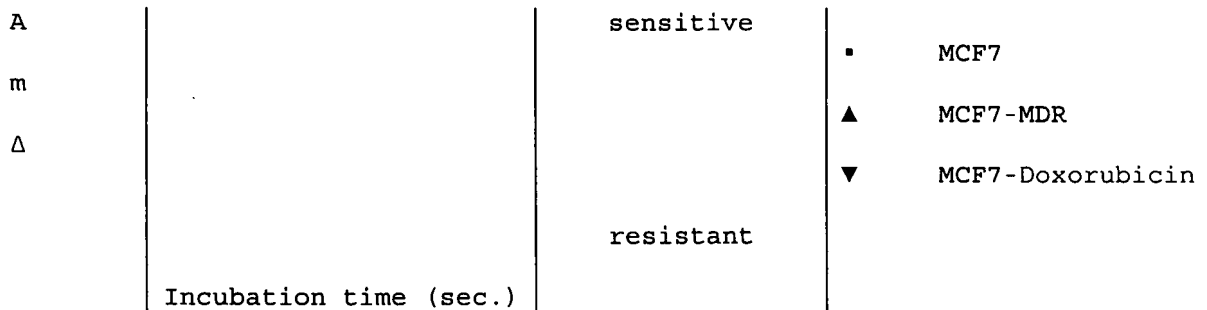 A sensitive
▪ MCF7
m
▲ MCF7-MDR
Δ
▼ MCF7-Doxorubicin
resistant
Incubation time (sec.)